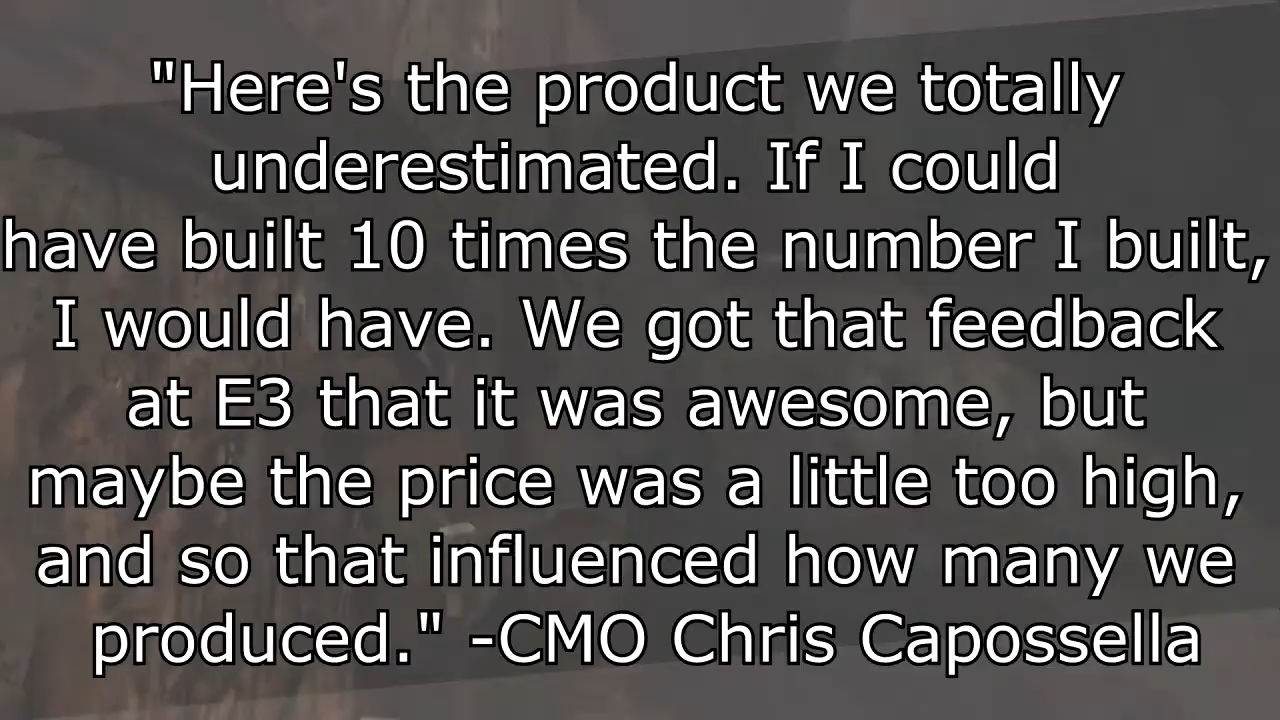 "Here's the product we totally
underestimated. If I could
have built 10 times the number I built,
I would have. We got that feedback
at E3 that it was awesome, but
maybe the price was a little too high,
and so that influenced how many we
produced." -CMO Chris Capossella